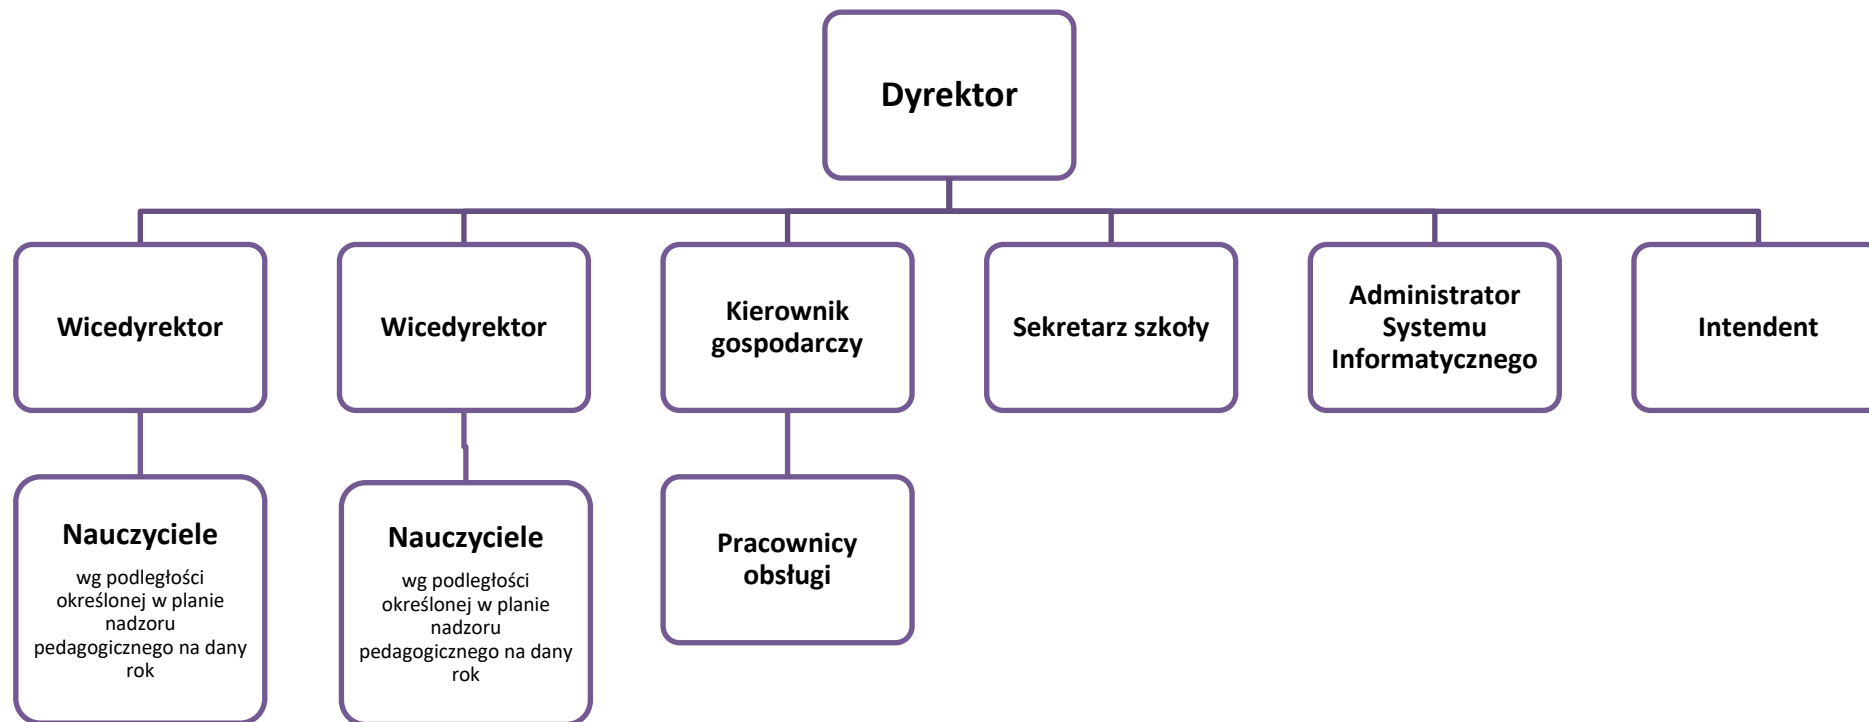 Dyrektor
Wicedyrektor
Wicedyrektor
Kierownik
gospodarczy
Sekretarz szkoły
Administrator
Systemu
Informatycznego
Intendent
Nauczyciele
wg podległości
określonej w planie
nadzoru
pedagogicznego na dany
rok
Nauczyciele
wg podległości
określonej w planie
nadzoru
pedagogicznego na dany
rok
Pracownicy
obsługi